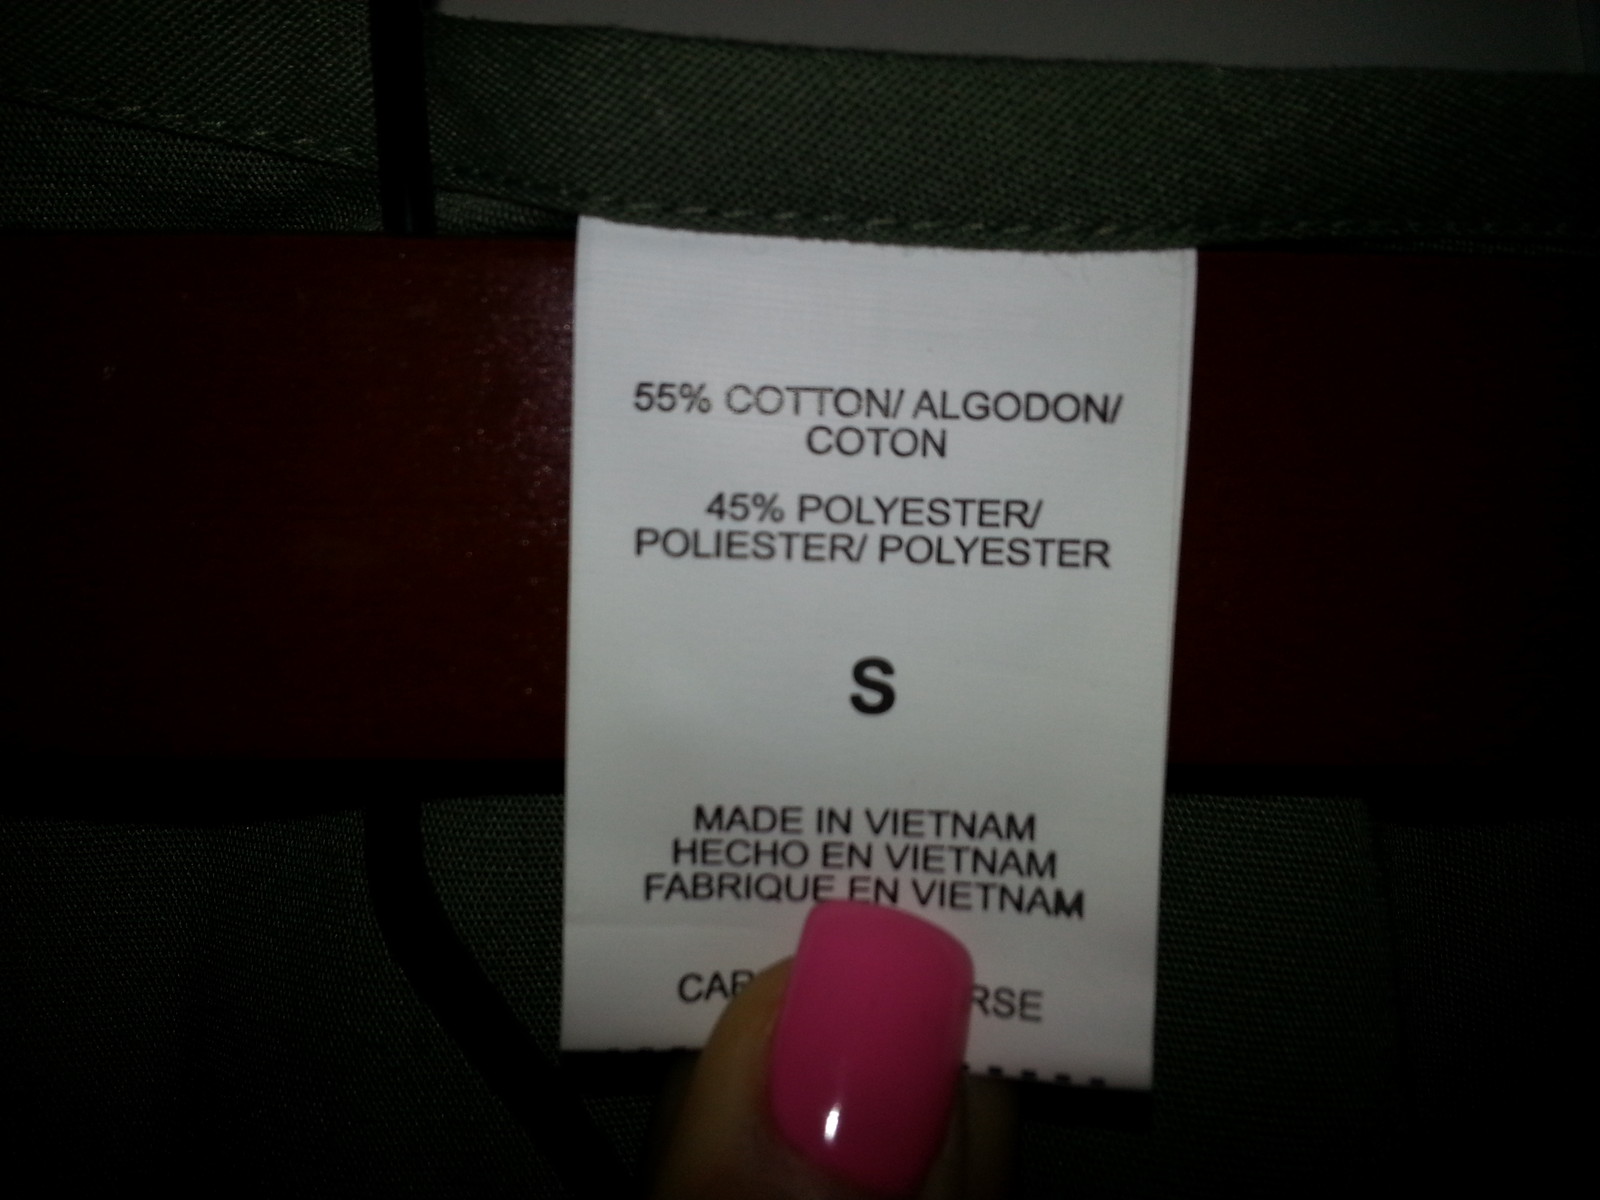 55% COTTON/ ALGODON/
COTON
45% POLYESTER/
POLIESTER/ POLYESTER
S
MADE IN VIETNAM
HECHO EN VIETNAM
FABRIQUE EN VIETNAM